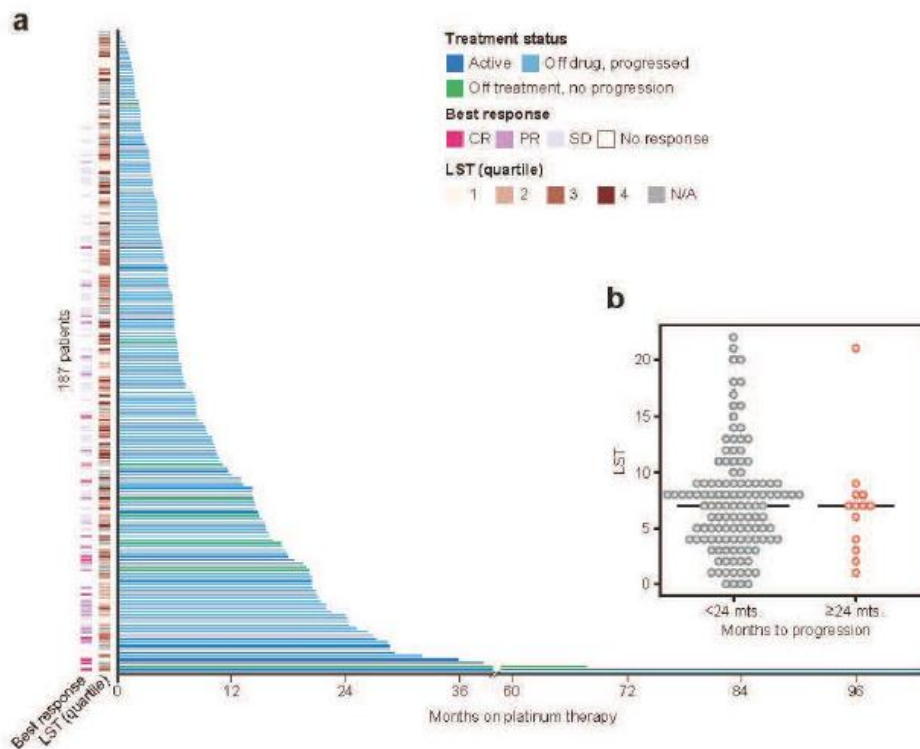 a
Treatment status
Active Off drug, progressed
Off treatment, no progression
Best response
CR PR SD No response
LST (quartile)
1 2 3 4 N/A
187 patients
b
20
15
10
5
0
LST
<24 mts. ≥24 mts.
Months to progression
0 12 24 36 60 72 84 96
Best response
LST (quartile)
Months on platinum therapy